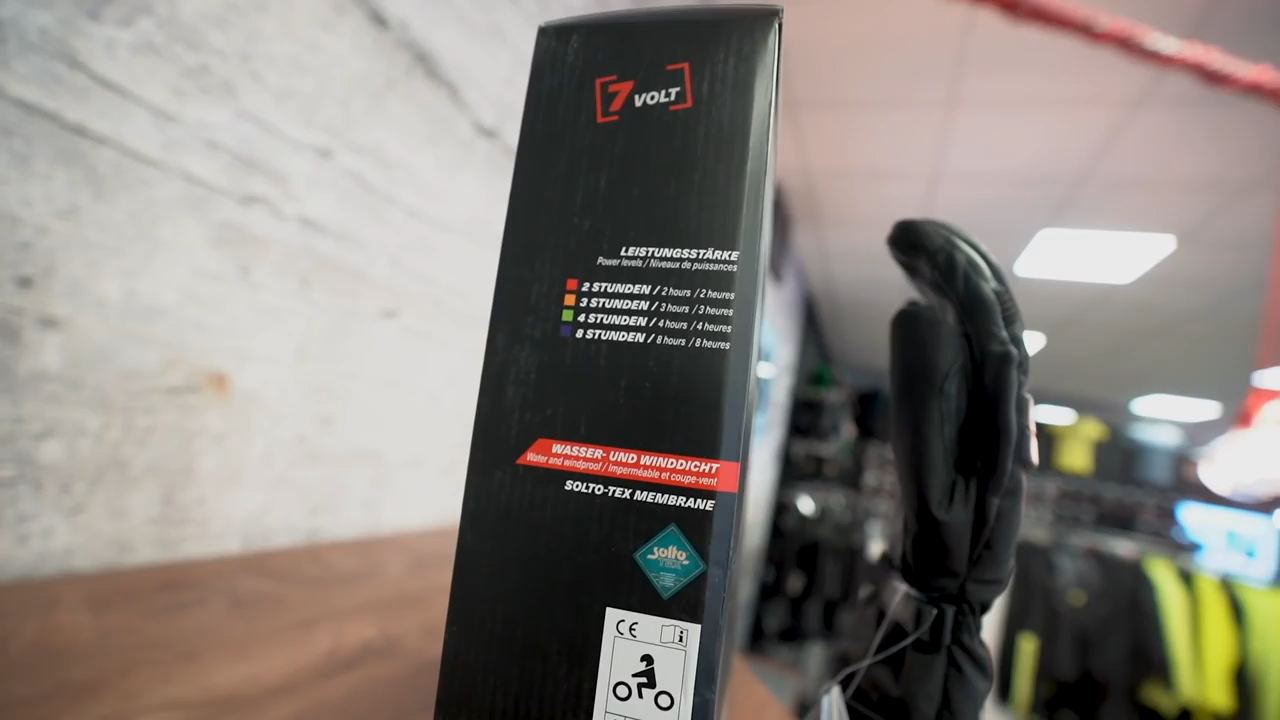 7 VOLT
LEISTUNGSSTÄRKE
Power levels / Niveaux de puissances
2 STUNDEN / 2 hours / 2 heures
3 STUNDEN / 3 hours / 3 heures
4 STUNDEN / 4 hours / 4 heures
8 STUNDEN / 8 hours / 8 heures
WASSER- UND WINDDICHT
Water and windproof / Imperméable et coupe-vent
SOLTO-TEX MEMBRANE
solto
TEX
CE i